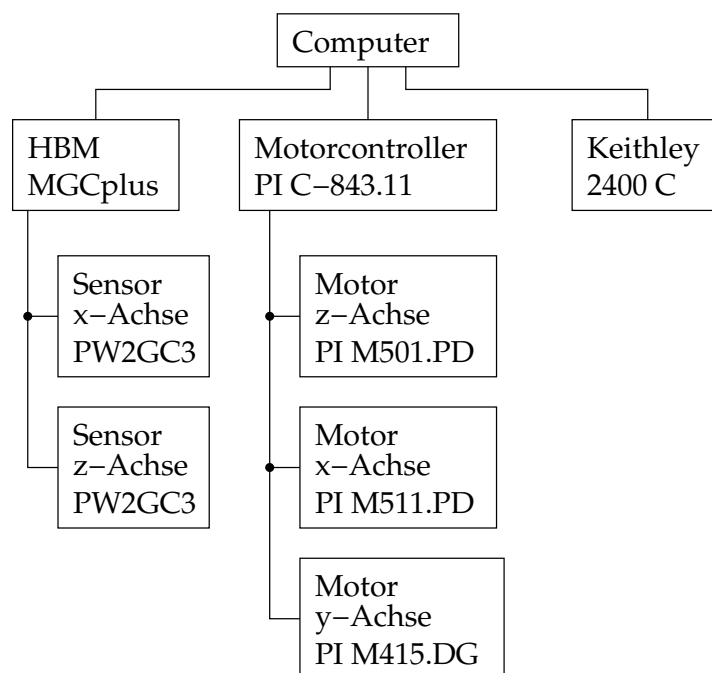 Computer
HBM
MGCplus
Motorcontroller
PI C−843.11
Keithley
2400 C
Sensor
x−Achse
PW2GC3
Sensor
z−Achse
PW2GC3
Motor
z−Achse
PI M501.PD
Motor
x−Achse
PI M511.PD
Motor
y−Achse
PI M415.DG